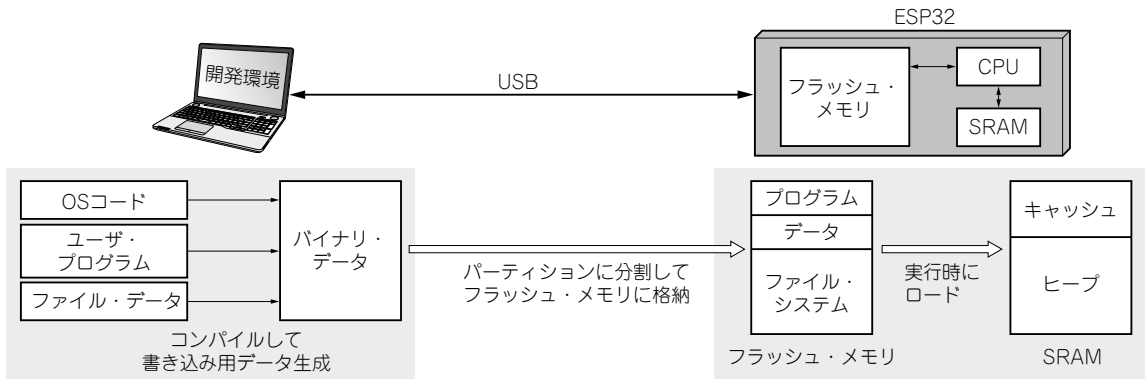 ESP32
開発環境
USB
フラッシュ・
メモリ
CPU
SRAM
OSコード
ユーザ・
プログラム
ファイル・データ
バイナリ・
データ
コンパイルして
書き込み用データ生成
パーティションに分割して
フラッシュ・メモリに格納
プログラム
データ
ファイル・
システム
フラッシュ・メモリ
実行時に
ロード
キャッシュ
ヒープ
SRAM